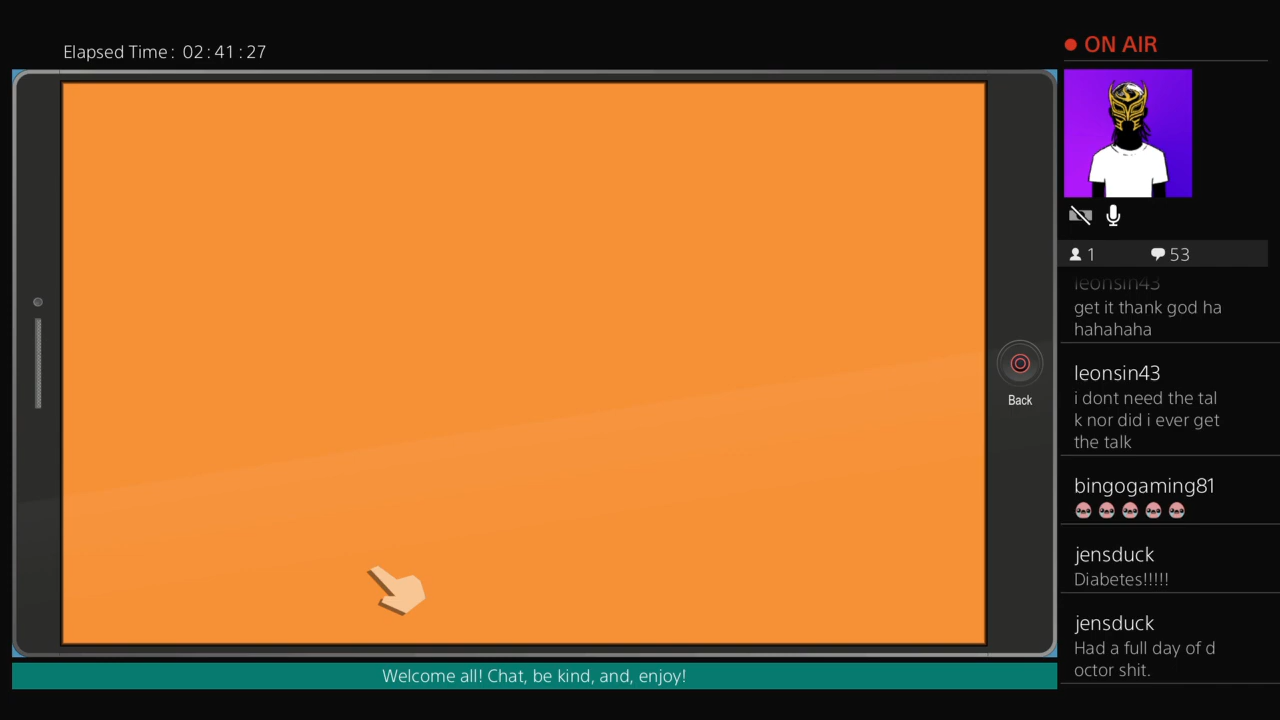 Elapsed Time: 02:41:27
ON AIR
1
53
leonsin43
get it thank god ha
hahahaha
leonsin43
i dont need the tal
k nor did i ever get
the talk
bingogaming81
jensduck
Diabetes!!!!!
jensduck
Had a full day of d
octor shit.
Back
Welcome all! Chat, be kind, and, enjoy!